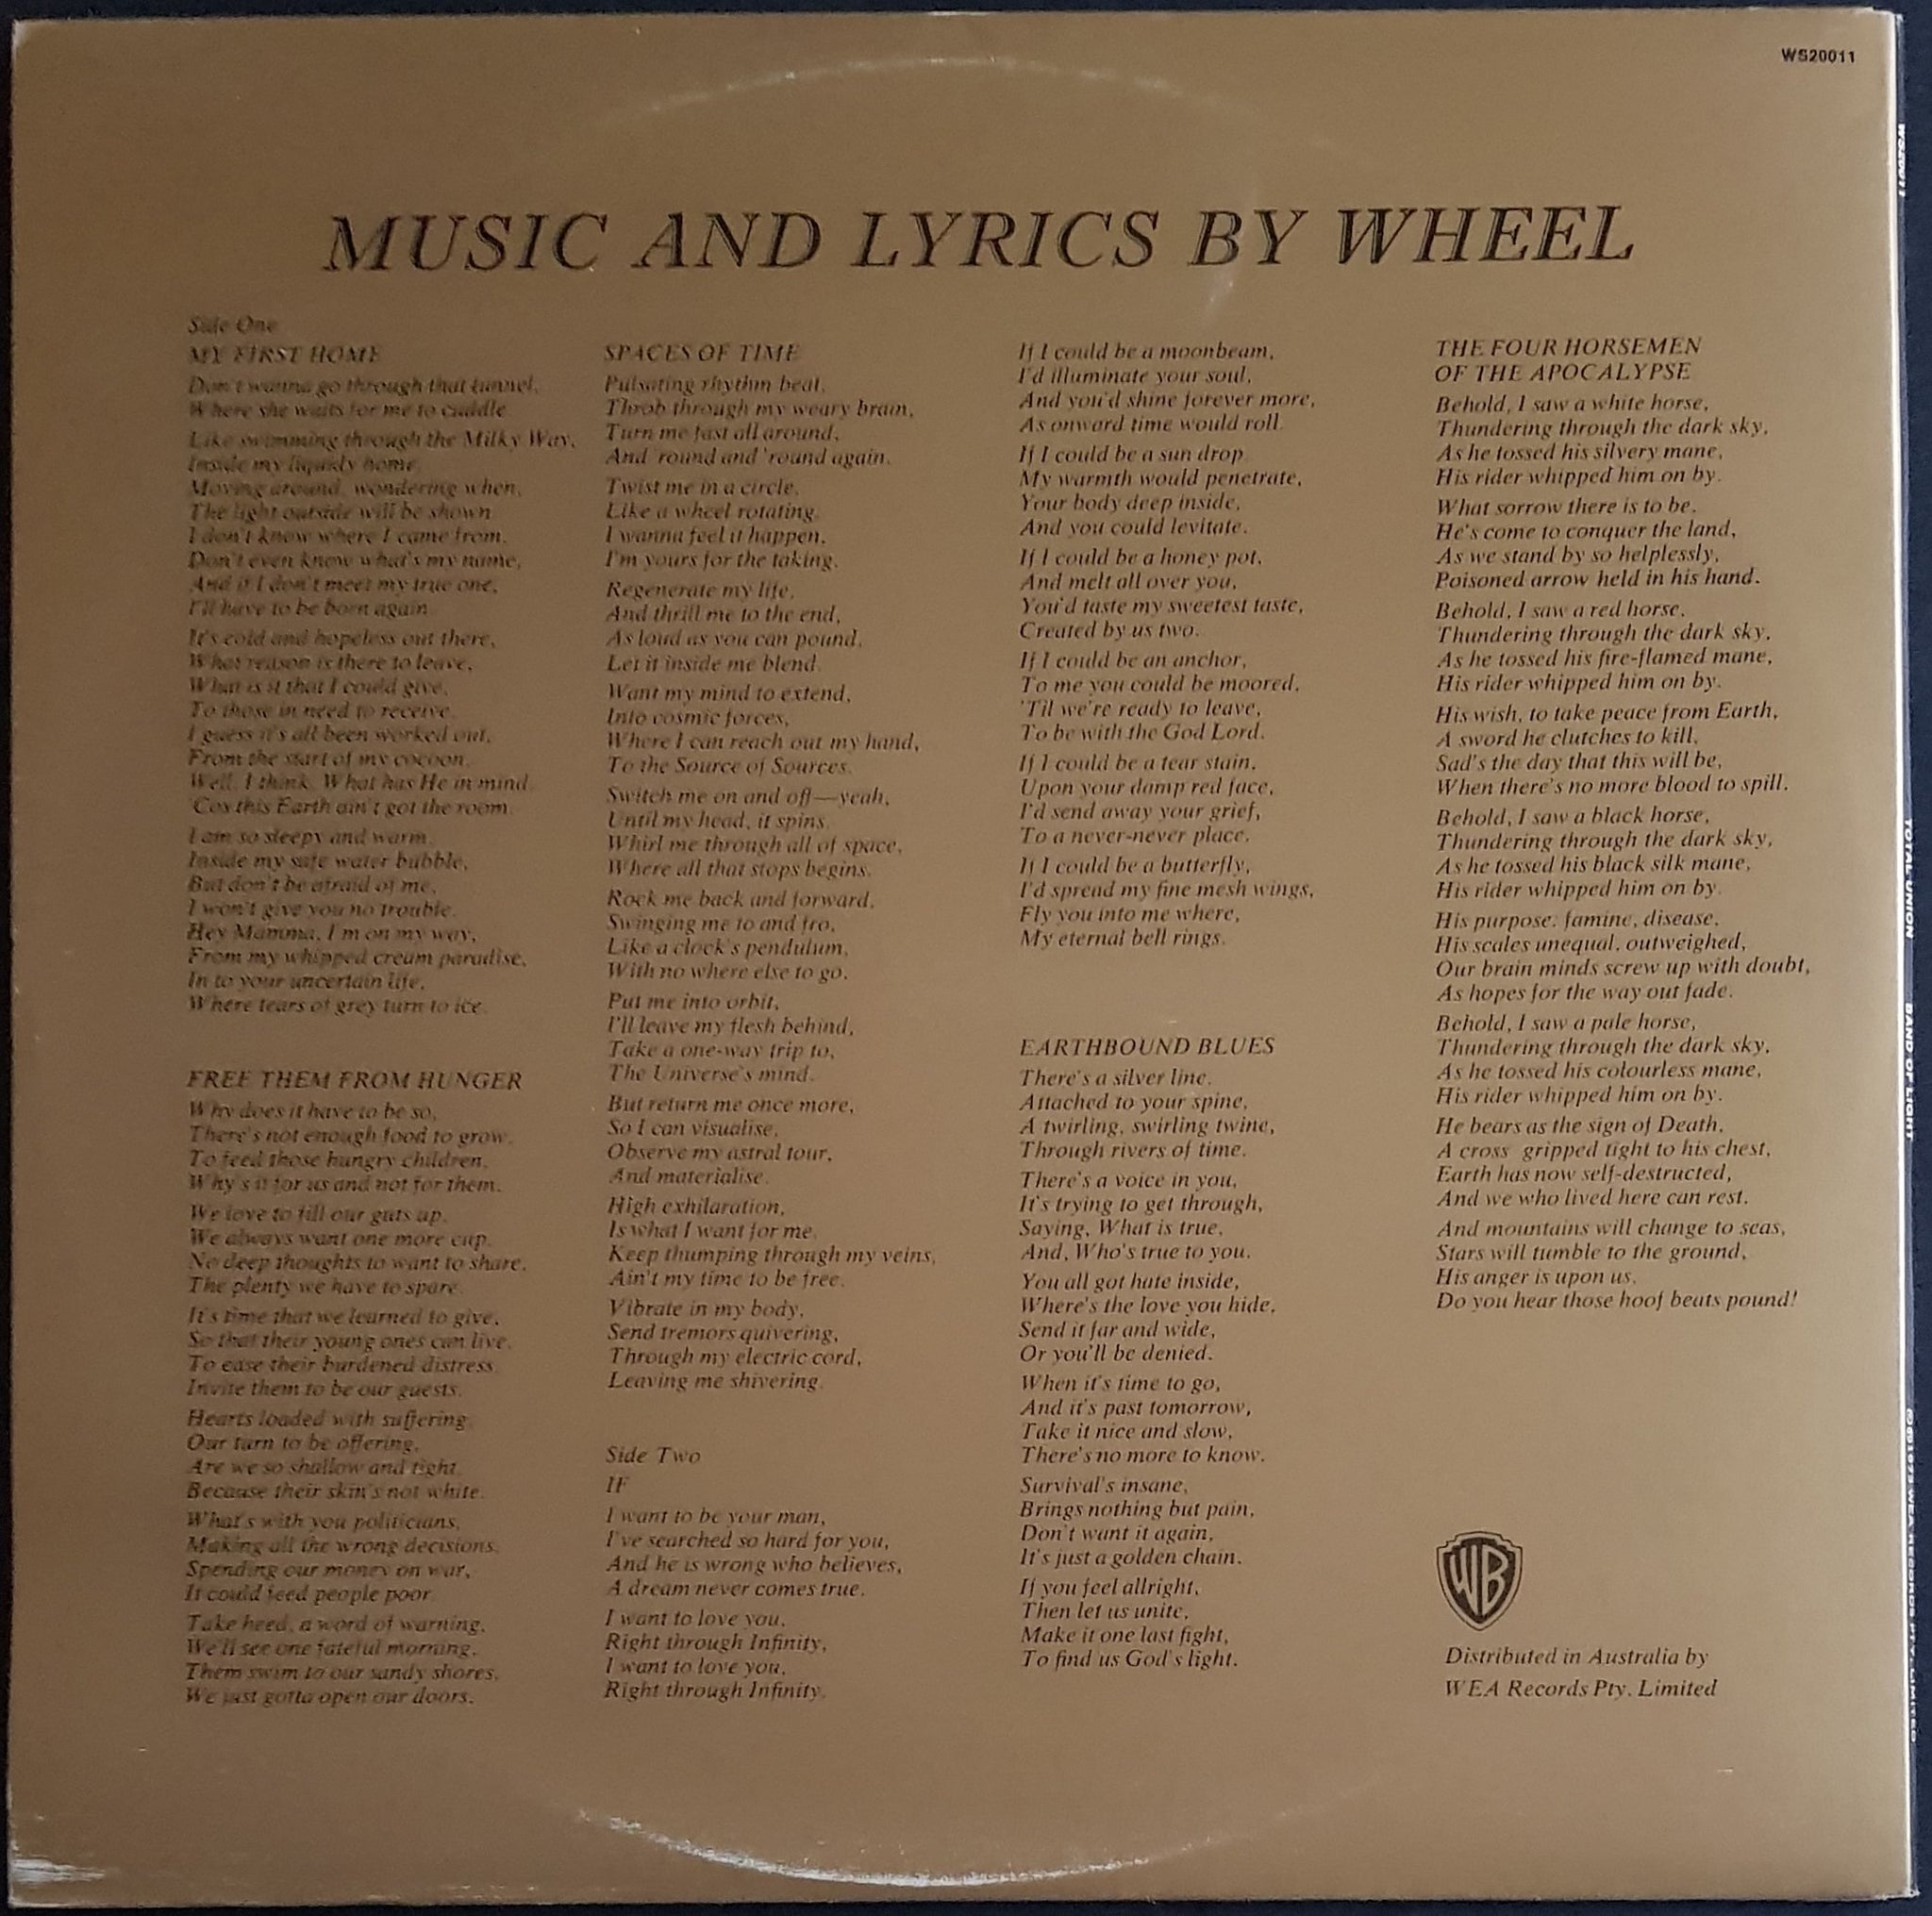 WS20011
MUSIC AND LYRICS BY WHEEL
Side One
MY FIRST HOME
Don't wanna go through that tunnel,
Where she waits for me to cuddle.
Like swimming through the Milky Way,
Inside my liquidy home,
Moving around, wondering when,
The light outside will be shown.
I don't know where I came from,
Don't even know what's my name,
And if I don't meet my true one,
I'll have to be born again.
It's cold and hopeless out there,
What reason is there to leave,
What is it that I could give,
To those in need to receive.
I guess it's all been worked out,
From the start of my cocoon.
Well, I think, What has He in mind,
'Cos this Earth ain't got the room.
I am so sleepy and warm,
Inside my safe water bubble,
But don't be afraid of me,
I won't give you no trouble.
Hey Mamma, I'm on my way,
From my whipped cream paradise,
In to your uncertain life,
Where tears of grey turn to ice.
FREE THEM FROM HUNGER
Why does it have to be so,
There's not enough food to grow,
To feed those hungry children,
Why's it for us and not for them.
We love to fill our guts up,
We always want one more cup,
No deep thoughts to want to share,
The plenty we have to spare.
It's time that we learned to give,
So that their young ones can live,
To ease their burdened distress,
Invite them to be our guests.
Hearts loaded with suffering,
Our turn to be offering,
Are we so shallow and tight,
Because their skin's not white.
What's with you politicians,
Making all the wrong decisions,
Spending our money on war,
It could feed people poor.
Take heed, a word of warning,
We'll see one fateful morning,
Them swim to our sandy shores,
We just gotta open our doors.
SPACES OF TIME
Pulsating rhythm beat,
Throb through my weary brain,
Turn me fast all around,
And 'round and 'round again.
Twist me in a circle,
Like a wheel rotating,
I wanna feel it happen,
I'm yours for the taking.
Regenerate my life,
And thrill me to the end,
As loud as you can pound,
Let it inside me blend.
Want my mind to extend,
Into cosmic forces,
Where I can reach out my hand,
To the Source of Sources.
Switch me on and off—yeah,
Until my head, it spins,
Whirl me through all of space,
Where all that stops begins.
Rock me back and forward,
Swinging me to and fro,
Like a clock's pendulum,
With no where else to go.
Put me into orbit,
I'll leave my flesh behind,
Take a one-way trip to,
The Universe's mind.
But return me once more,
So I can visualise,
Observe my astral tour,
And materialise.
High exhilaration,
Is what I want for me,
Keep thumping through my veins,
Ain't my time to be free.
Vibrate in my body,
Send tremors quivering,
Through my electric cord,
Leaving me shivering.
Side Two
IF
I want to be your man,
I've searched so hard for you,
And he is wrong who believes,
A dream never comes true.
I want to love you,
Right through Infinity,
I want to love you,
Right through Infinity.
If I could be a moonbeam,
I'd illuminate your soul,
And you'd shine forever more,
As onward time would roll.
If I could be a sun drop,
My warmth would penetrate,
Your body deep inside,
And you could levitate.
If I could be a honey pot,
And melt all over you,
You'd taste my sweetest taste,
Created by us two.
If I could be an anchor,
To me you could be moored,
'Til we're ready to leave,
To be with the God Lord.
If I could be a tear stain,
Upon your damp red face,
I'd send away your grief,
To a never-never place.
If I could be a butterfly,
I'd spread my fine mesh wings,
Fly you into me where,
My eternal bell rings.
EARTHBOUND BLUES
There's a silver line,
Attached to your spine,
A twirling, swirling twine,
Through rivers of time.
There's a voice in you,
It's trying to get through,
Saying, What is true,
And, Who's true to you.
You all got hate inside,
Where's the love you hide,
Send it far and wide,
Or you'll be denied.
When it's time to go,
And it's past tomorrow,
Take it nice and slow,
There's no more to know.
Survival's insane,
Brings nothing but pain,
Don't want it again,
It's just a golden chain.
If you feel allright,
Then let us unite,
Make it one last fight,
To find us God's light.
THE FOUR HORSEMEN
OF THE APOCALYPSE
Behold, I saw a white horse,
Thundering through the dark sky,
As he tossed his silvery mane,
His rider whipped him on by.
What sorrow there is to be,
He's come to conquer the land,
As we stand by so helplessly,
Poisoned arrow held in his hand.
Behold, I saw a red horse,
Thundering through the dark sky,
As he tossed his fire-flamed mane,
His rider whipped him on by.
His wish, to take peace from Earth,
A sword he clutches to kill,
Sad's the day that this will be,
When there's no more blood to spill.
Behold, I saw a black horse,
Thundering through the dark sky,
As he tossed his black silk mane,
His rider whipped him on by.
His purpose: famine, disease,
His scales unequal, outweighed,
Our brain minds screw up with doubt,
As hopes for the way out fade.
Behold, I saw a pale horse,
Thundering through the dark sky,
As he tossed his colourless mane,
His rider whipped him on by.
He bears as the sign of Death,
A cross gripped tight to his chest,
Earth has now self-destructed,
And we who lived here can rest.
And mountains will change to seas,
Stars will tumble to the ground,
His anger is upon us,
Do you hear those hoof beats pound!
WB
Distributed in Australia by
WEA Records Pty. Limited
WS20011
TOTAL UNION
BAND OF LIGHT
1973 WEA RECORDS PTY. LIMITED